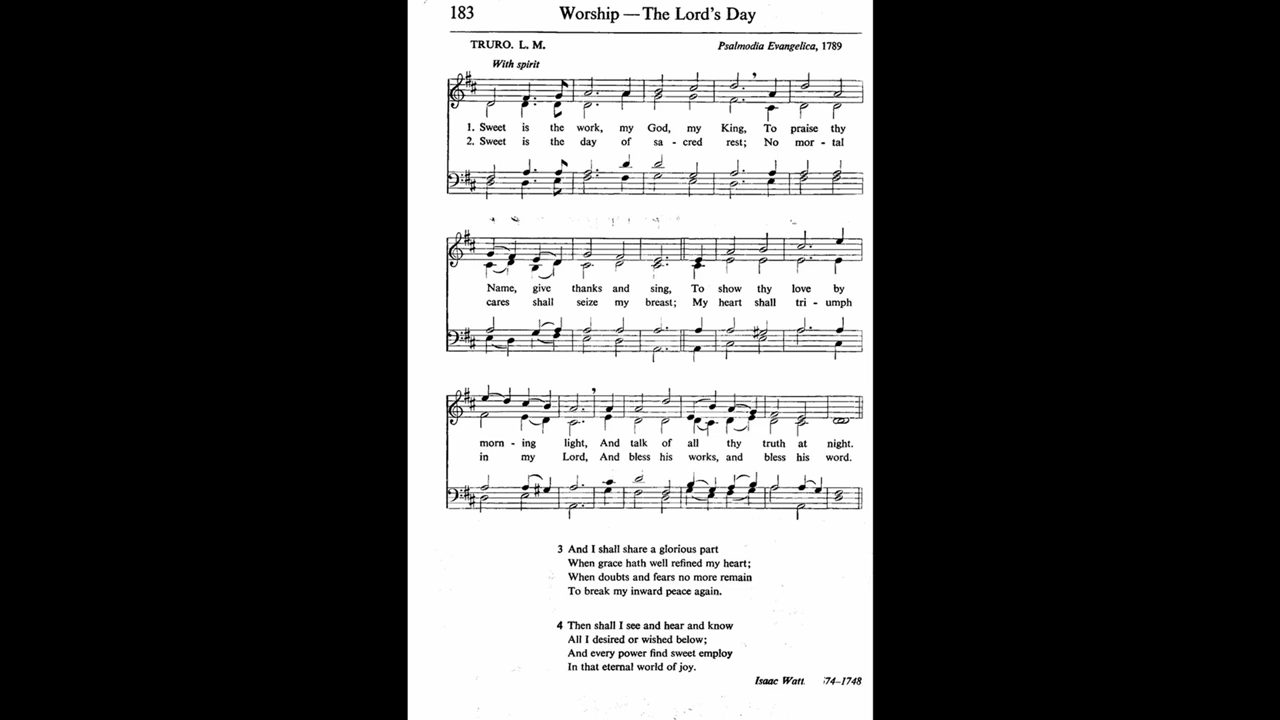 183 Worship — The Lord's Day
TRURO. L. M. Psalmodia Evangelica, 1789
With spirit
1. Sweet is the work, my God, my King, To praise thy
2. Sweet is the day of sa - cred rest; No mor - tal
Name, give thanks and sing, To show thy love by
cares shall seize my breast; My heart shall tri - umph
morn - ing light, And talk of all thy truth at night.
in my Lord, And bless his works, and bless his word.
3 And I shall share a glorious part
When grace hath well refined my heart;
When doubts and fears no more remain
To break my inward peace again.
4 Then shall I see and hear and know
All I desired or wished below;
And every power find sweet employ
In that eternal world of joy.
Isaac Watt 74–1748